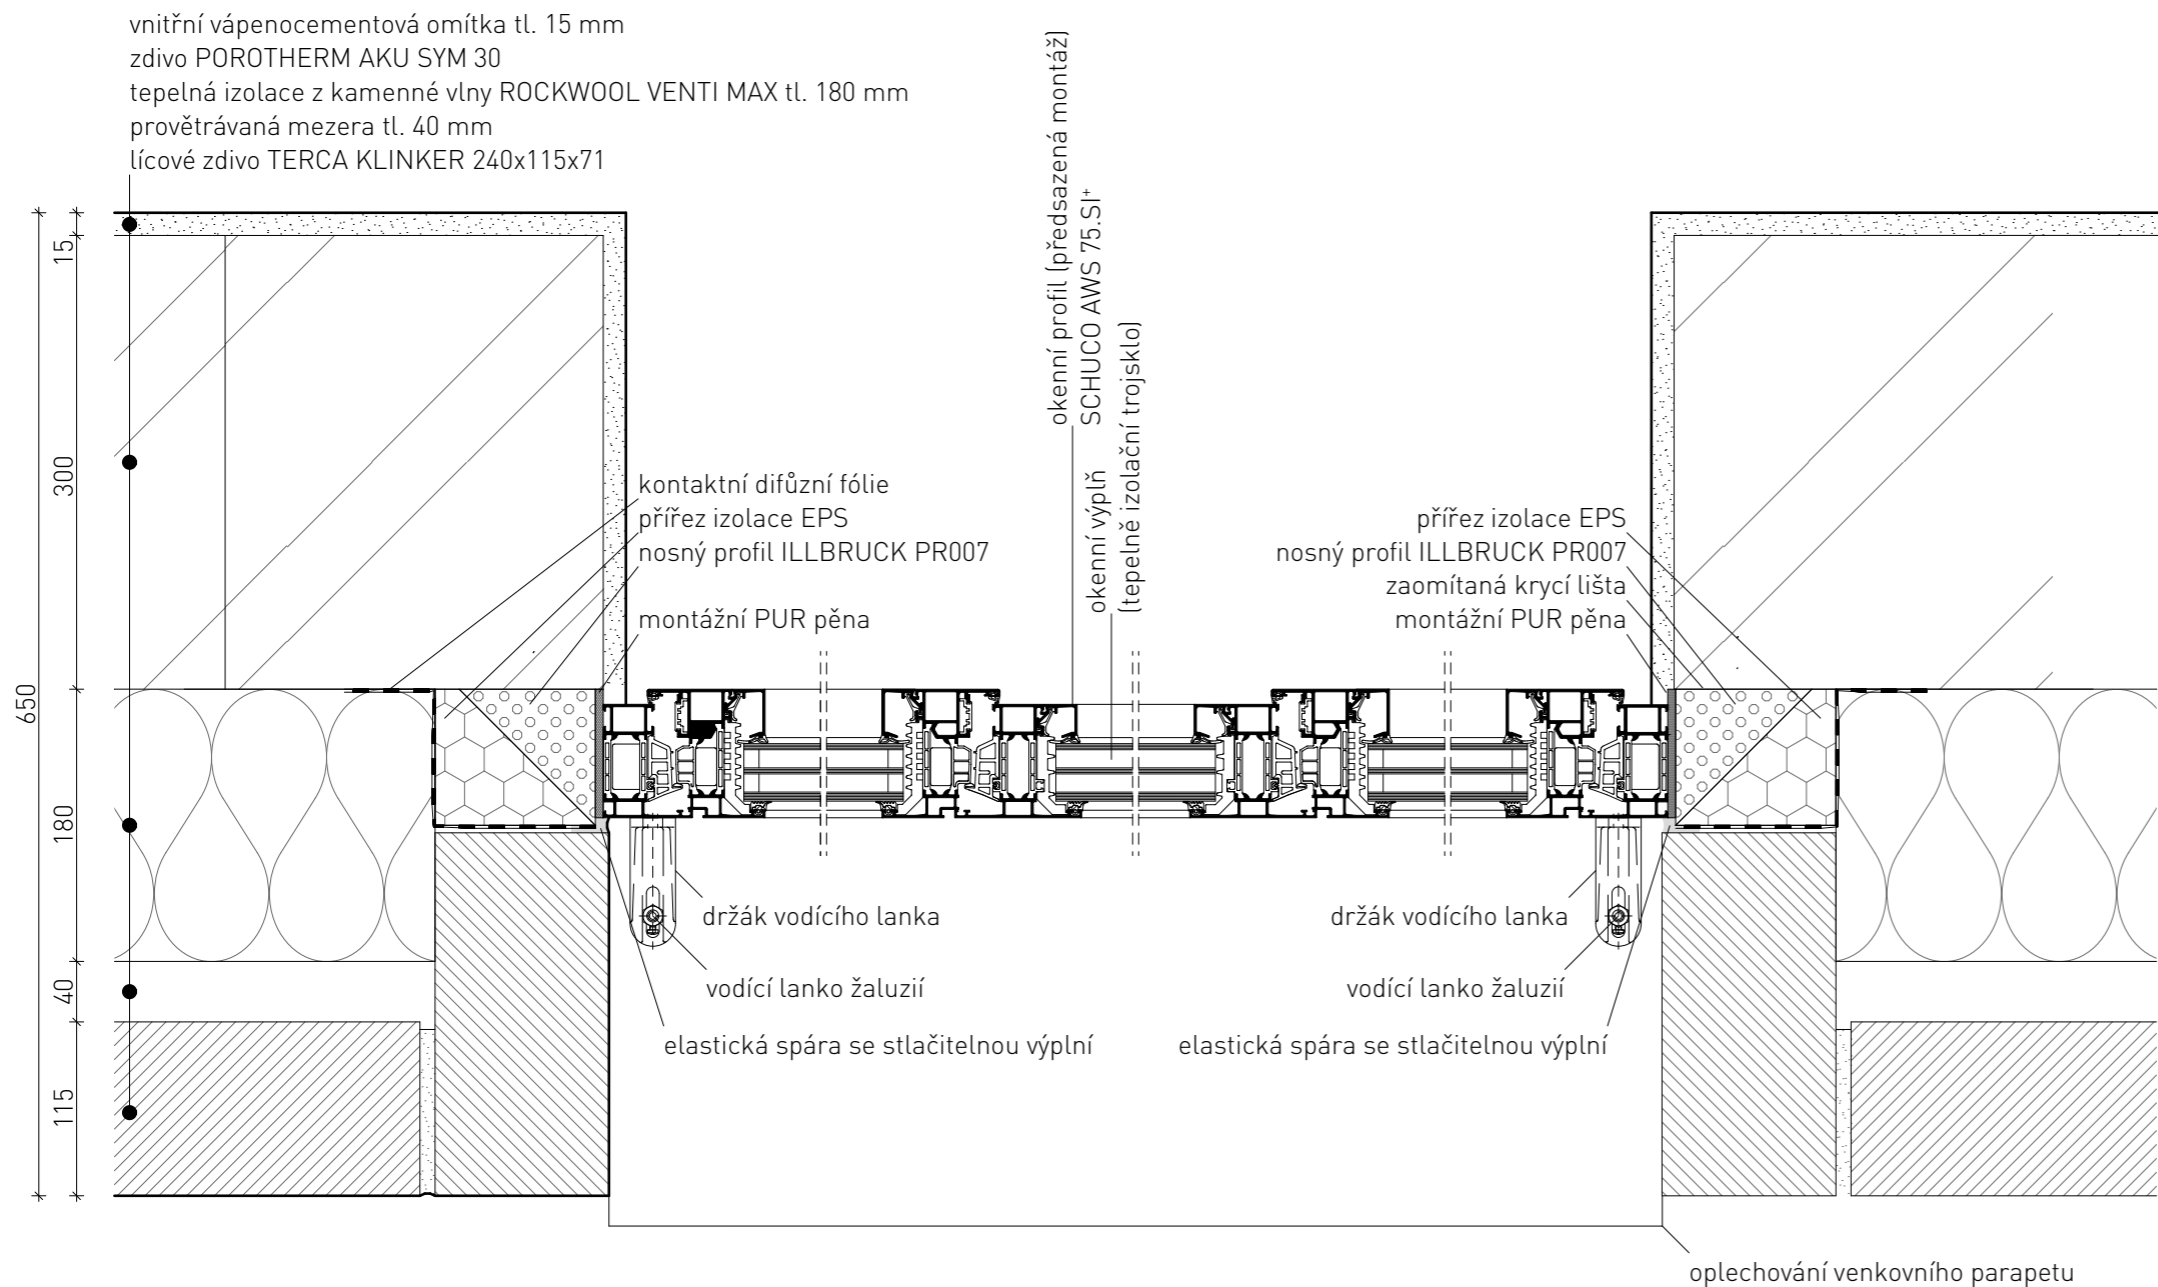 vnitřní vápenocementová omítka tl. 15 mm
zdivo POROTHERM AKU SYM 30
tepelná izolace z kamenné vlny ROCKWOOL VENTI MAX tl. 180 mm
provětrávaná mezera tl. 40 mm
lícové zdivo TERCA KLINKER 240x115x71
okenní profil (předsazená montáž)
SCHUCO AWS 75.SI+
okenní výplň
(tepelně izolační trojsklo)
15
300
650
180
40
115
kontaktní difůzní fólie
přířez izolace EPS
nosný profil ILLBRUCK PR007
montážní PUR pěna
přířez izolace EPS
nosný profil ILLBRUCK PR007
zaomítaná krycí lišta
montážní PUR pěna
držák vodícího lanka
vodící lanko žaluzií
elastická spára se stlačitelnou výplní
držák vodícího lanka
vodící lanko žaluzií
elastická spára se stlačitelnou výplní
oplechování venkovního parapetu